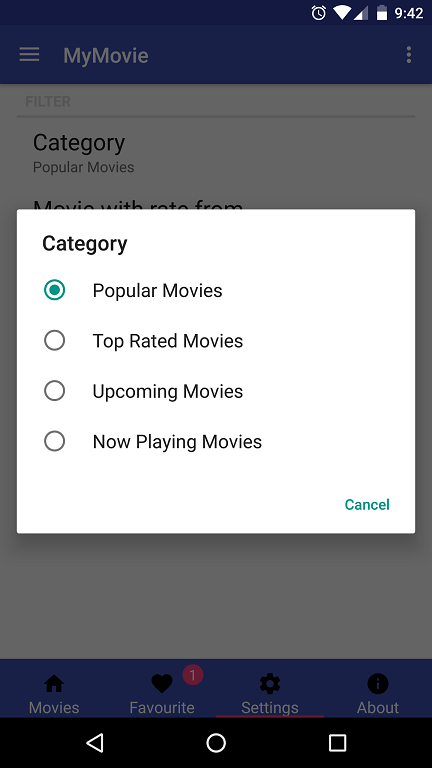 9:42
MyMovie
FILTER
Category
Popular Movies
Movie with rate from
Category
Popular Movies
Top Rated Movies
Upcoming Movies
Now Playing Movies
Cancel
1
Movies Favourite Settings About